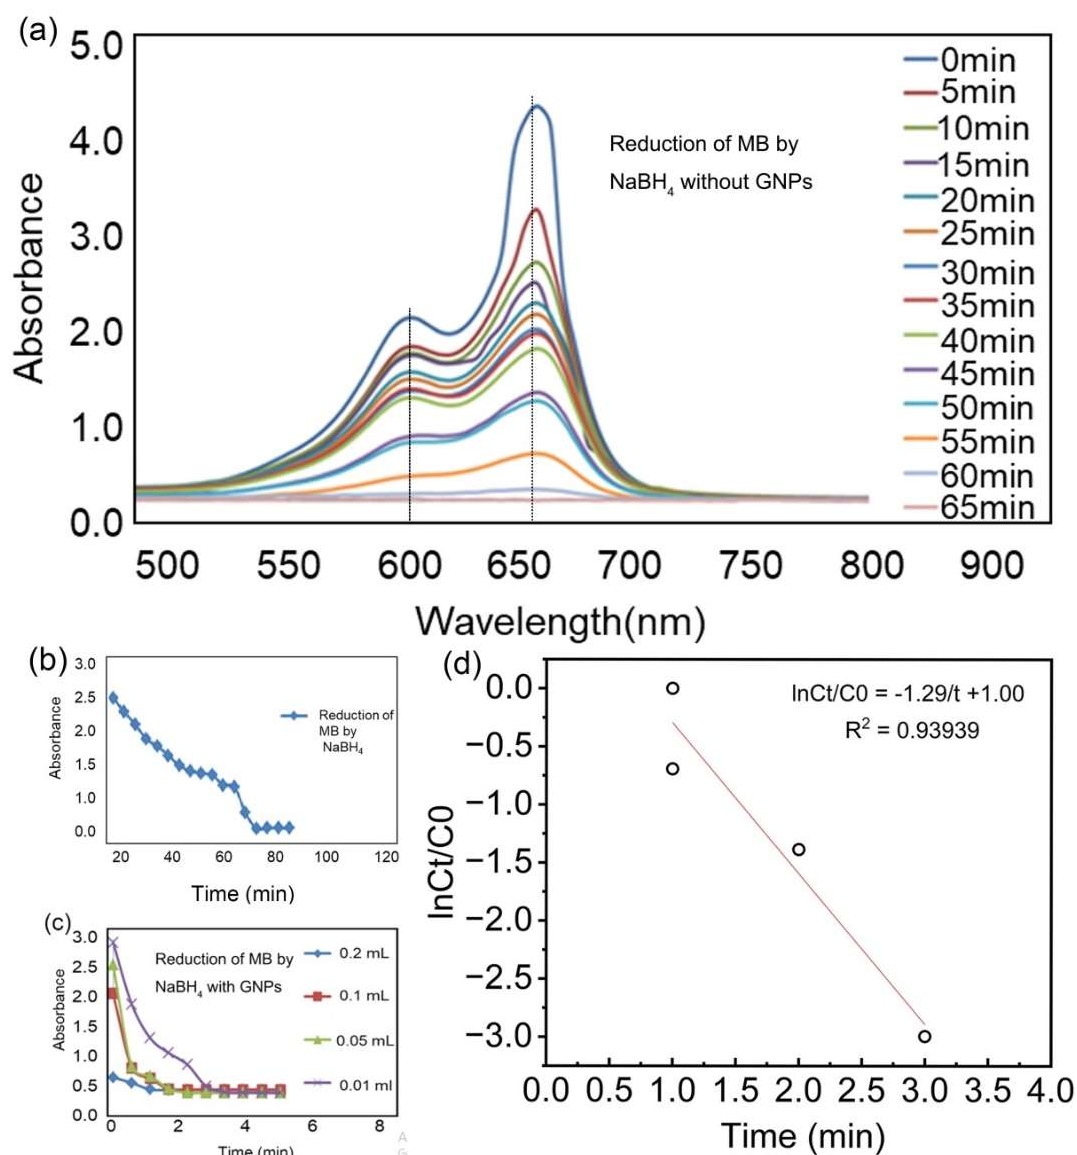 (a)
5.0
4.0
3.0
2.0
1.0
0.0
Absorbance
Reduction of MB by
NaBH4 without GNPs
0min
5min
10min
15min
20min
25min
30min
35min
40min
45min
50min
55min
60min
65min
500 550 600 650 700 750 800 900
Wavelength(nm)
(b)
3.0
2.5
2.0
1.5
1.0
0.0
Absorbance
Reduction of
MB by
NaBH4
20 40 60 80 100 120
Time (min)
(c)
3.0
2.5
2.0
1.5
1.0
0.5
0.0
Absorbance
Reduction of MB by
NaBH4 with GNPs
0.2 mL
0.1 mL
0.05 mL
0.01 ml
0 2 4 6 8
Time (min)
A
G
(d)
0.0
−0.5
−1.0
−1.5
−2.0
−2.5
−3.0
lnCt/C0
lnCt/C0 = -1.29/t +1.00
R2 = 0.93939
0.0 0.5 1.0 1.5 2.0 2.5 3.0 3.5 4.0
Time (min)